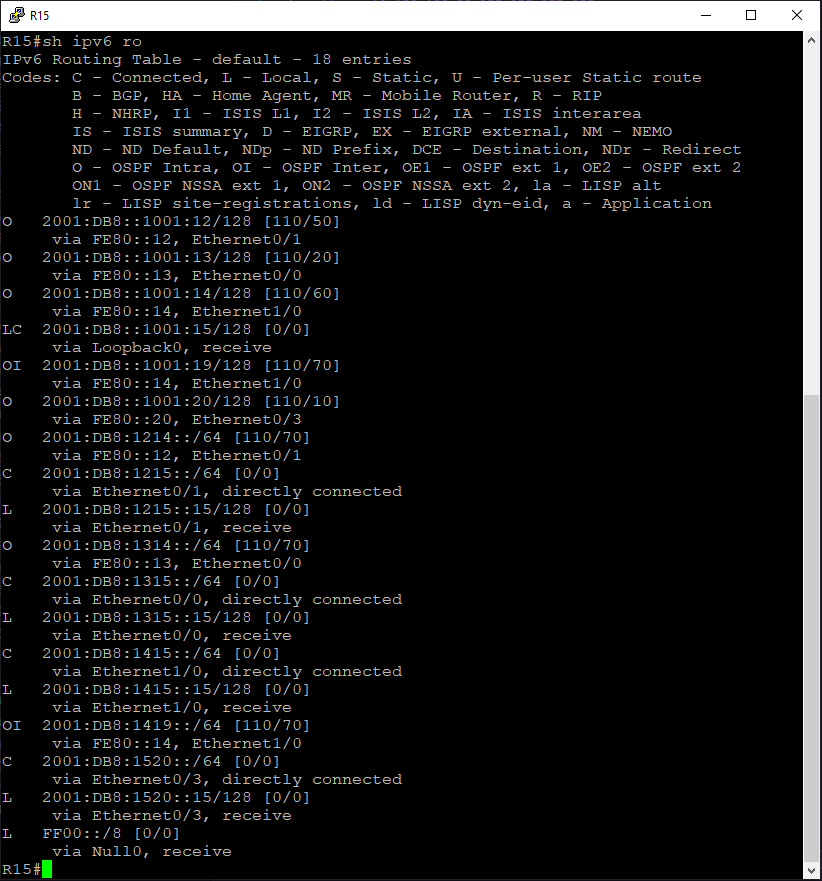 R15
R15#sh ipv6 ro
IPv6 Routing Table - default - 18 entries
Codes: C - Connected, L - Local, S - Static, U - Per-user Static route
       B - BGP, HA - Home Agent, MR - Mobile Router, R - RIP
       H - NHRP, I1 - ISIS L1, I2 - ISIS L2, IA - ISIS interarea
       IS - ISIS summary, D - EIGRP, EX - EIGRP external, NM - NEMO
       ND - ND Default, NDp - ND Prefix, DCE - Destination, NDr - Redirect
       O - OSPF Intra, OI - OSPF Inter, OE1 - OSPF ext 1, OE2 - OSPF ext 2
       ON1 - OSPF NSSA ext 1, ON2 - OSPF NSSA ext 2, la - LISP alt
       lr - LISP site-registrations, ld - LISP dyn-eid, a - Application
O   2001:DB8::1001:12/128 [110/50]
     via FE80::12, Ethernet0/1
O   2001:DB8::1001:13/128 [110/20]
     via FE80::13, Ethernet0/0
O   2001:DB8::1001:14/128 [110/60]
     via FE80::14, Ethernet1/0
LC  2001:DB8::1001:15/128 [0/0]
     via Loopback0, receive
OI  2001:DB8::1001:19/128 [110/70]
     via FE80::14, Ethernet1/0
O   2001:DB8::1001:20/128 [110/10]
     via FE80::20, Ethernet0/3
O   2001:DB8:1214::/64 [110/70]
     via FE80::12, Ethernet0/1
C   2001:DB8:1215::/64 [0/0]
     via Ethernet0/1, directly connected
L   2001:DB8:1215::15/128 [0/0]
     via Ethernet0/1, receive
O   2001:DB8:1314::/64 [110/70]
     via FE80::13, Ethernet0/0
C   2001:DB8:1315::/64 [0/0]
     via Ethernet0/0, directly connected
L   2001:DB8:1315::15/128 [0/0]
     via Ethernet0/0, receive
C   2001:DB8:1415::/64 [0/0]
     via Ethernet1/0, directly connected
L   2001:DB8:1415::15/128 [0/0]
     via Ethernet1/0, receive
OI  2001:DB8:1419::/64 [110/70]
     via FE80::14, Ethernet1/0
C   2001:DB8:1520::/64 [0/0]
     via Ethernet0/3, directly connected
L   2001:DB8:1520::15/128 [0/0]
     via Ethernet0/3, receive
L   FF00::/8 [0/0]
     via Null0, receive
R15#